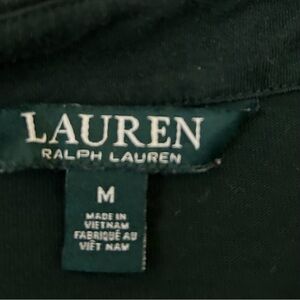 LAUREN
RALPH LAUREN
M
MADE IN
VIETNAM
FABRIQUÉ AU
VIÊT NAM